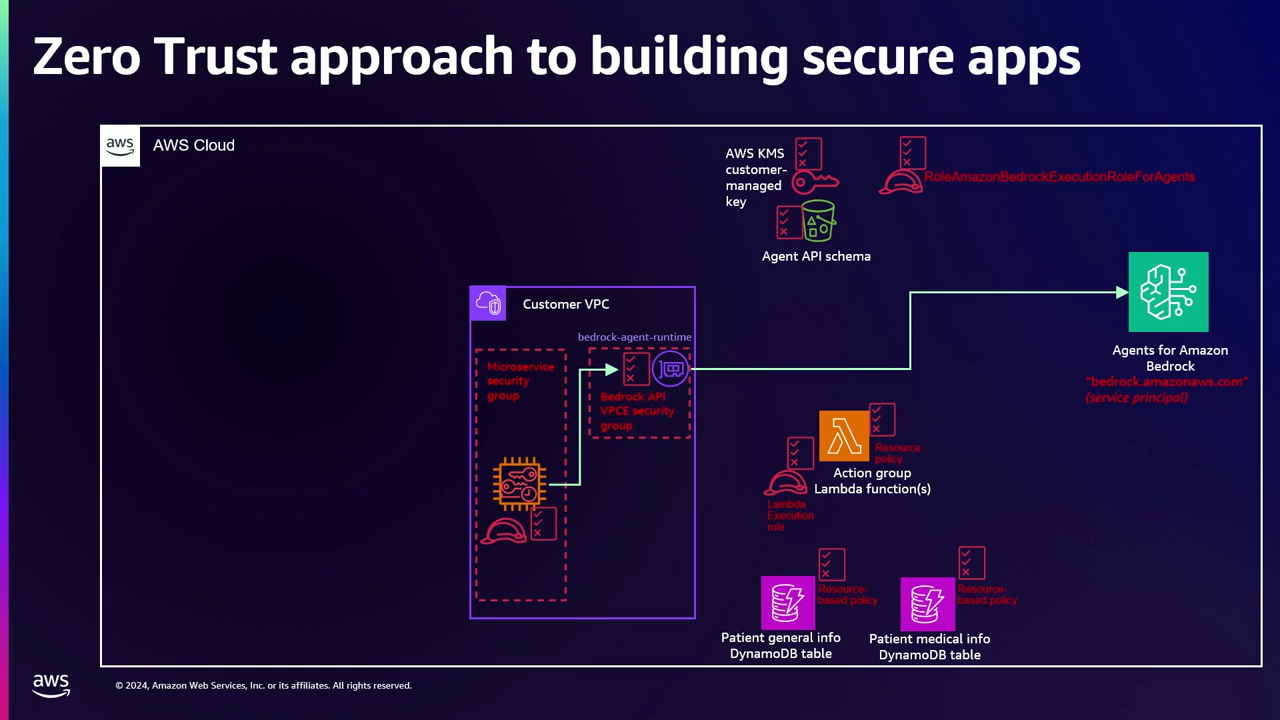 Zero Trust approach to building secure apps
aws
AWS Cloud
AWS KMS
customer-
managed
key
RoleAmazonBedrockExecutionRoleForAgents
Agent API schema
Customer VPC
bedrock-agent-runtime
Microservice
security
group
Bedrock API
VPCE security
group
Agents for Amazon
Bedrock
"bedrock.amazonaws.com"
(service principal)
Resource
policy
Action group
Lambda function(s)
Lambda
Execution
role
Resource-
based policy
Patient general info
DynamoDB table
Resource-
based policy
Patient medical info
DynamoDB table
aws
© 2024, Amazon Web Services, Inc. or its affiliates. All rights reserved.